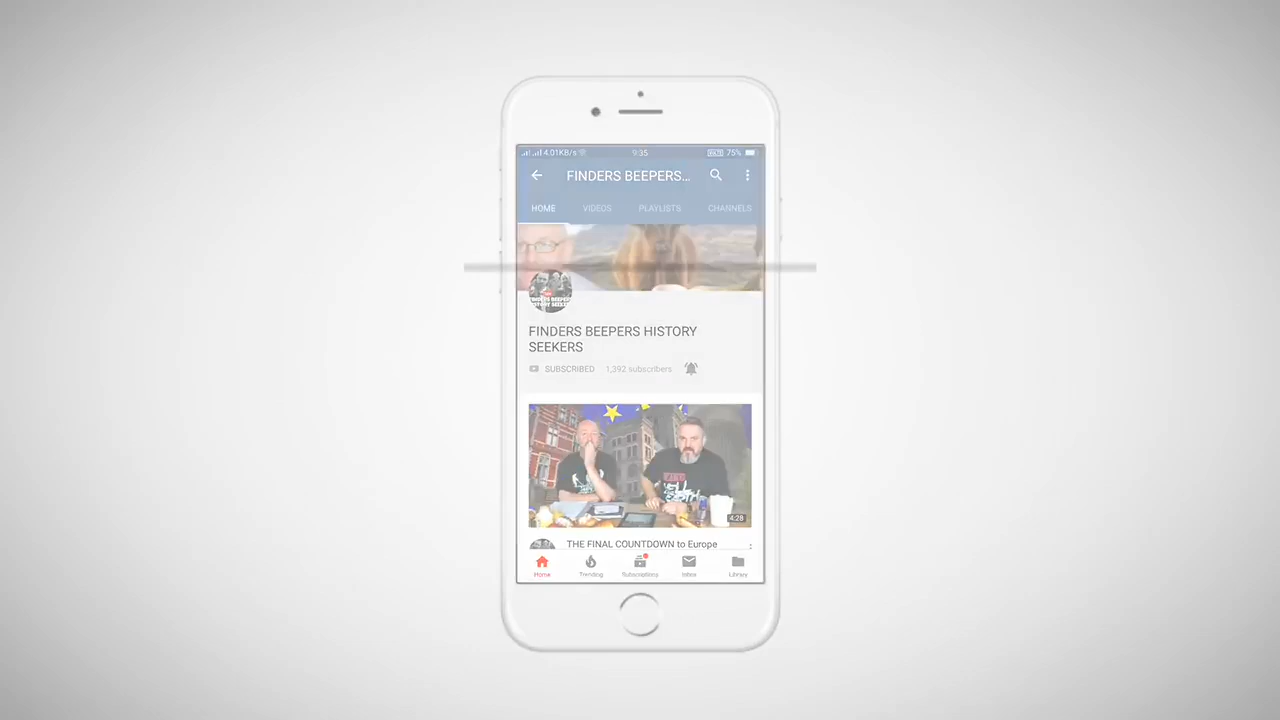 4.01KB/s 9:35 75%
FINDERS BEEPERS...
HOME VIDEOS PLAYLISTS CHANNELS
FINDERS BEEPERS HISTORY
SEEKERS
SUBSCRIBED 1,392 subscribers
4:28
THE FINAL COUNTDOWN to Europe
Home Trending Subscriptions Inbox Library